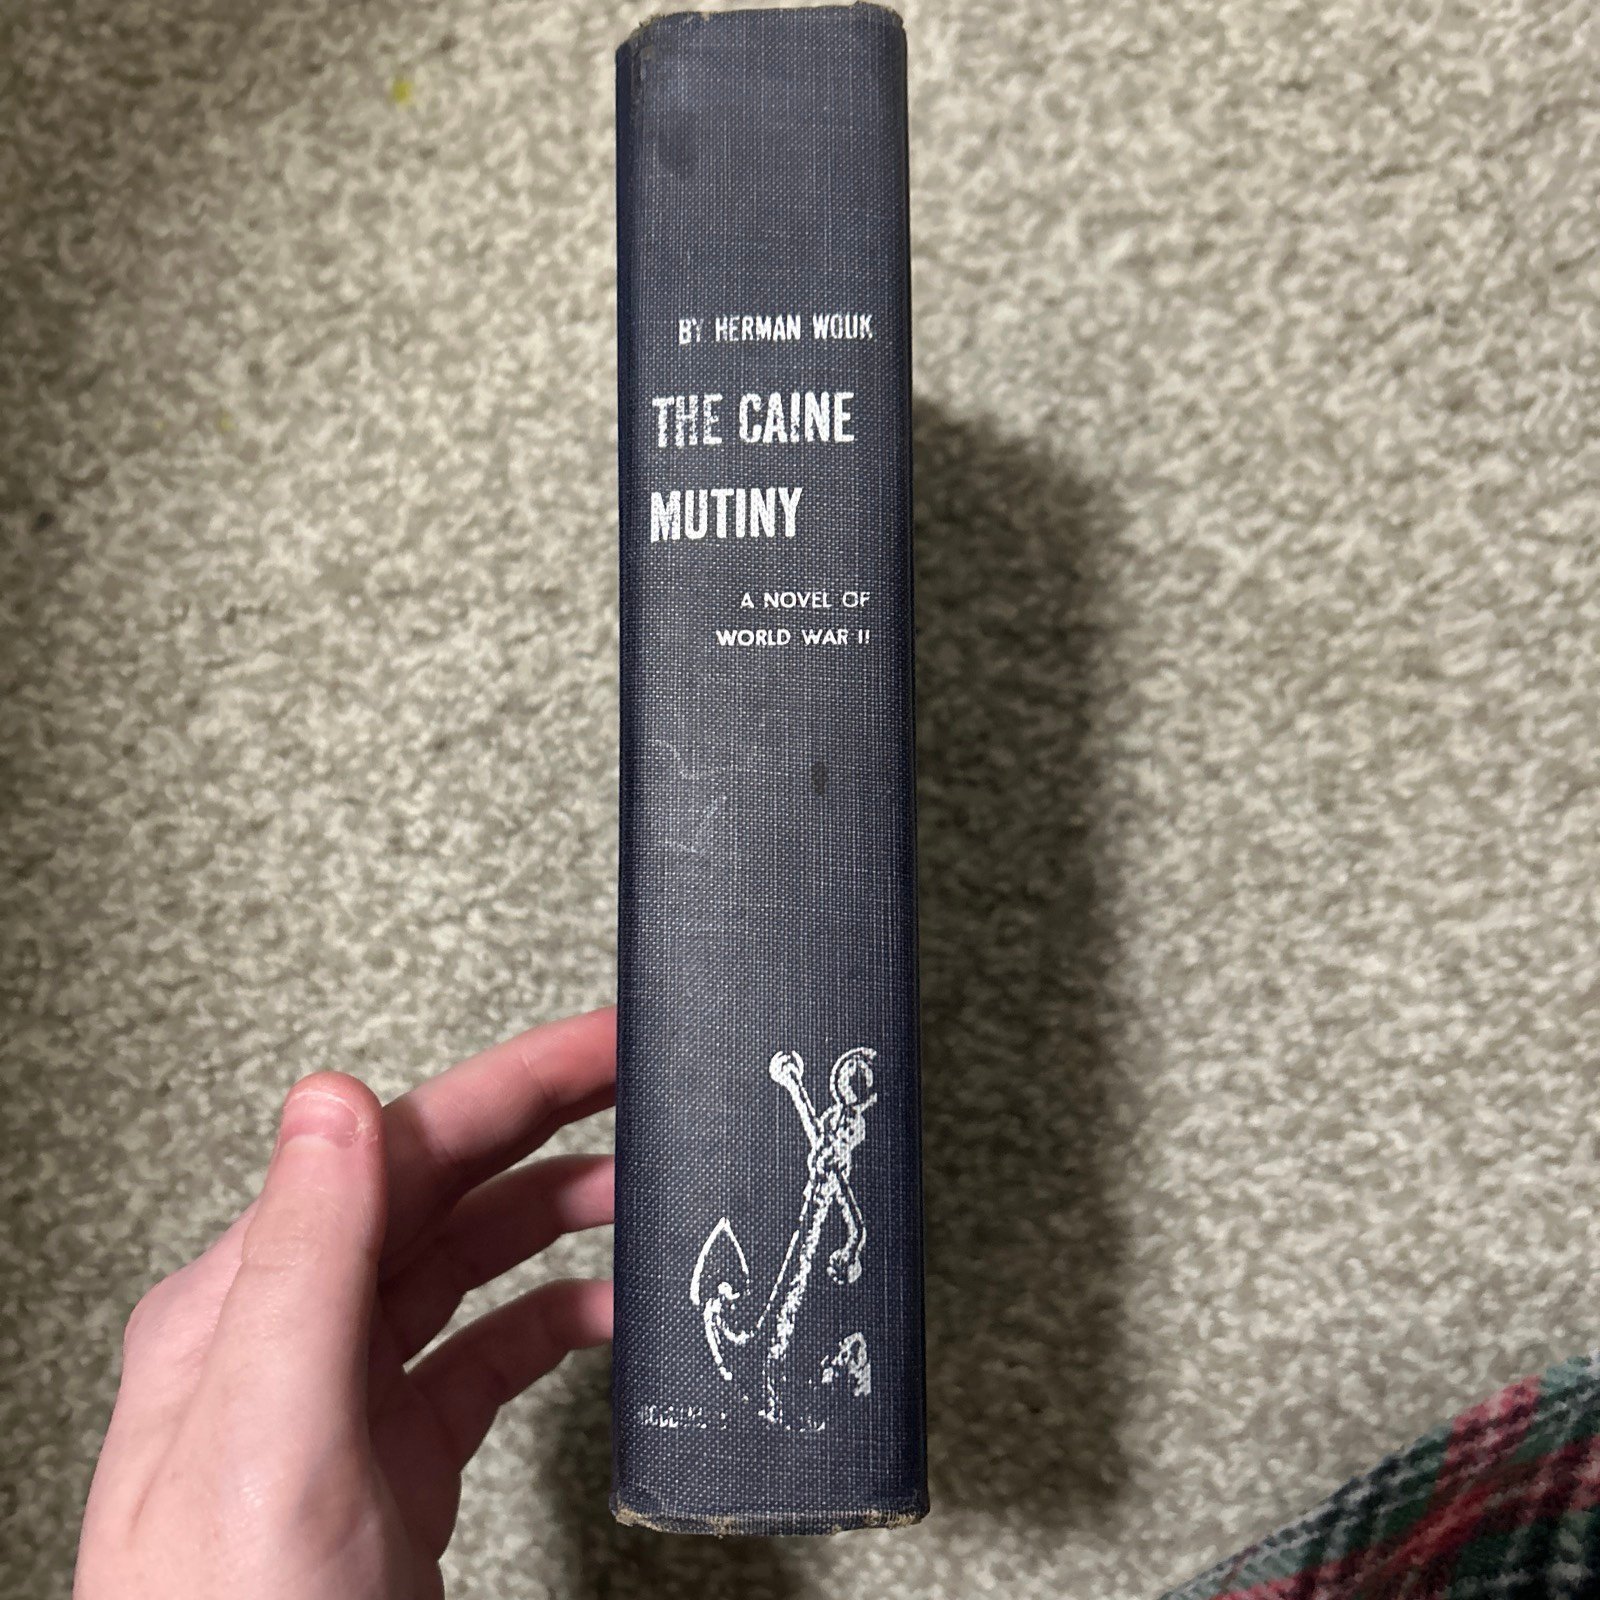 BY HERMAN WOUK
THE CAINE
MUTINY
A NOVEL OF
WORLD WAR II